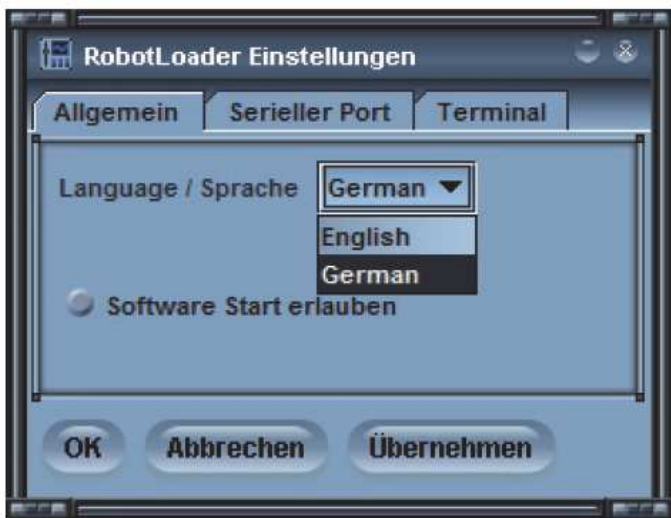 RobotLoader Einstellungen
Allgemein Serieller Port Terminal
Language / Sprache German
English
German
Software Start erlauben
OK Abbrechen Übernehmen